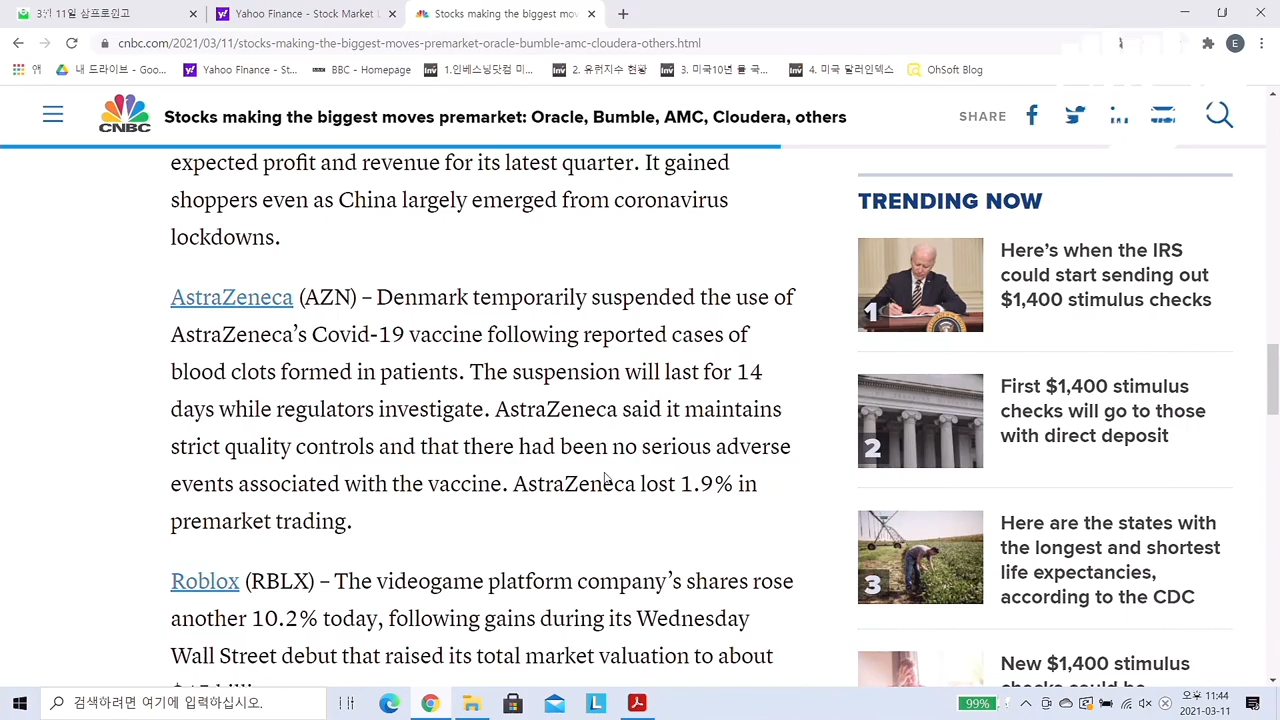 3월 11일 삼프로원고
Yahoo Finance - Stock Market L
Stocks making the biggest mov
cnbc.com/2021/03/11/stocks-making-the-biggest-moves-premarket-oracle-bumble-amc-cloudera-others.html
E
앱
내 드라이브 - Goo...
Yahoo Finance - St...
BBC - Homepage
1.인베스닝닷컴 미...
2. 유럽지수 현황
3. 미국10년 물 국...
4. 미국 달러인덱스
OhSoft Blog
CNBC
Stocks making the biggest moves premarket: Oracle, Bumble, AMC, Cloudera, others
SHARE
expected profit and revenue for its latest quarter. It gained
shoppers even as China largely emerged from coronavirus
lockdowns.
AstraZeneca (AZN) – Denmark temporarily suspended the use of
AstraZeneca’s Covid-19 vaccine following reported cases of
blood clots formed in patients. The suspension will last for 14
days while regulators investigate. AstraZeneca said it maintains
strict quality controls and that there had been no serious adverse
events associated with the vaccine. AstraZeneca lost 1.9% in
premarket trading.
Roblox (RBLX) – The videogame platform company’s shares rose
another 10.2% today, following gains during its Wednesday
Wall Street debut that raised its total market valuation to about
TRENDING NOW
1
Here’s when the IRS
could start sending out
$1,400 stimulus checks
2
First $1,400 stimulus
checks will go to those
with direct deposit
3
Here are the states with
the longest and shortest
life expectancies,
according to the CDC
New $1,400 stimulus
checks could be
검색하려면 여기에 입력하십시오.
99%
오후 11:44
2021-03-11